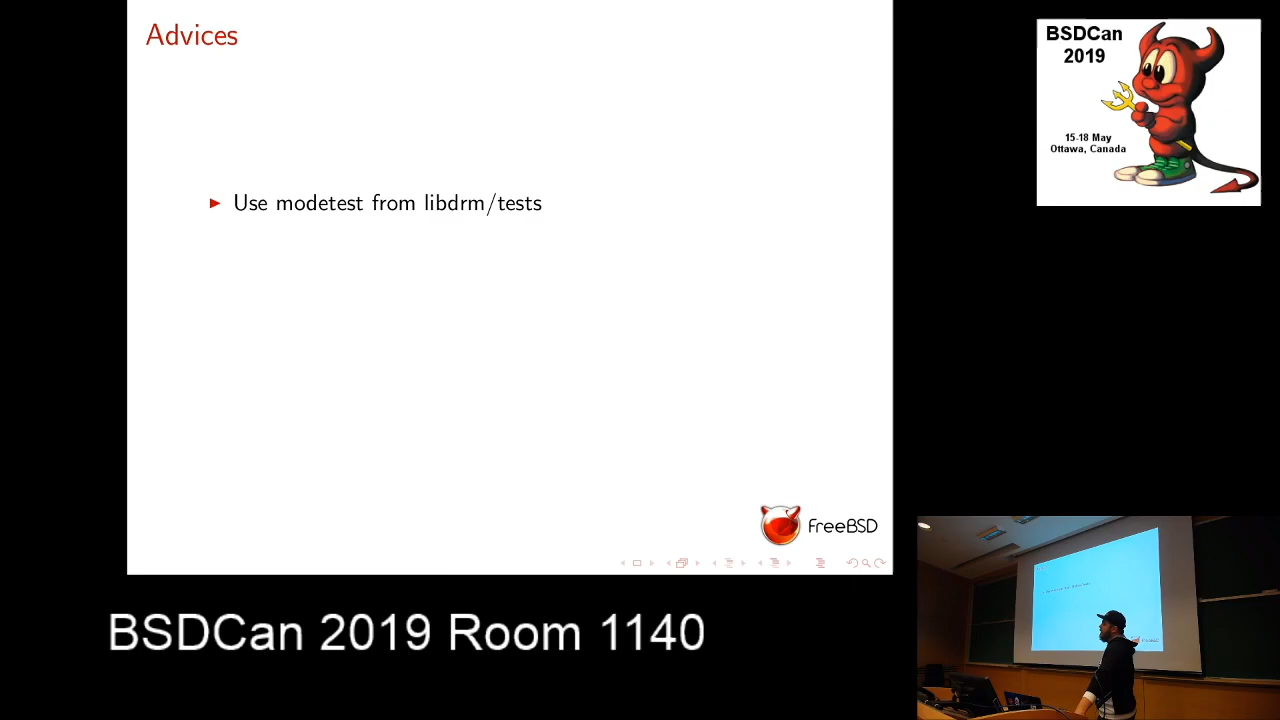 Advices
Use modetest from libdrm/tests
FreeBSD
BSDCan
2019
15-18 May
Ottawa, Canada
BSDCan 2019 Room 1140